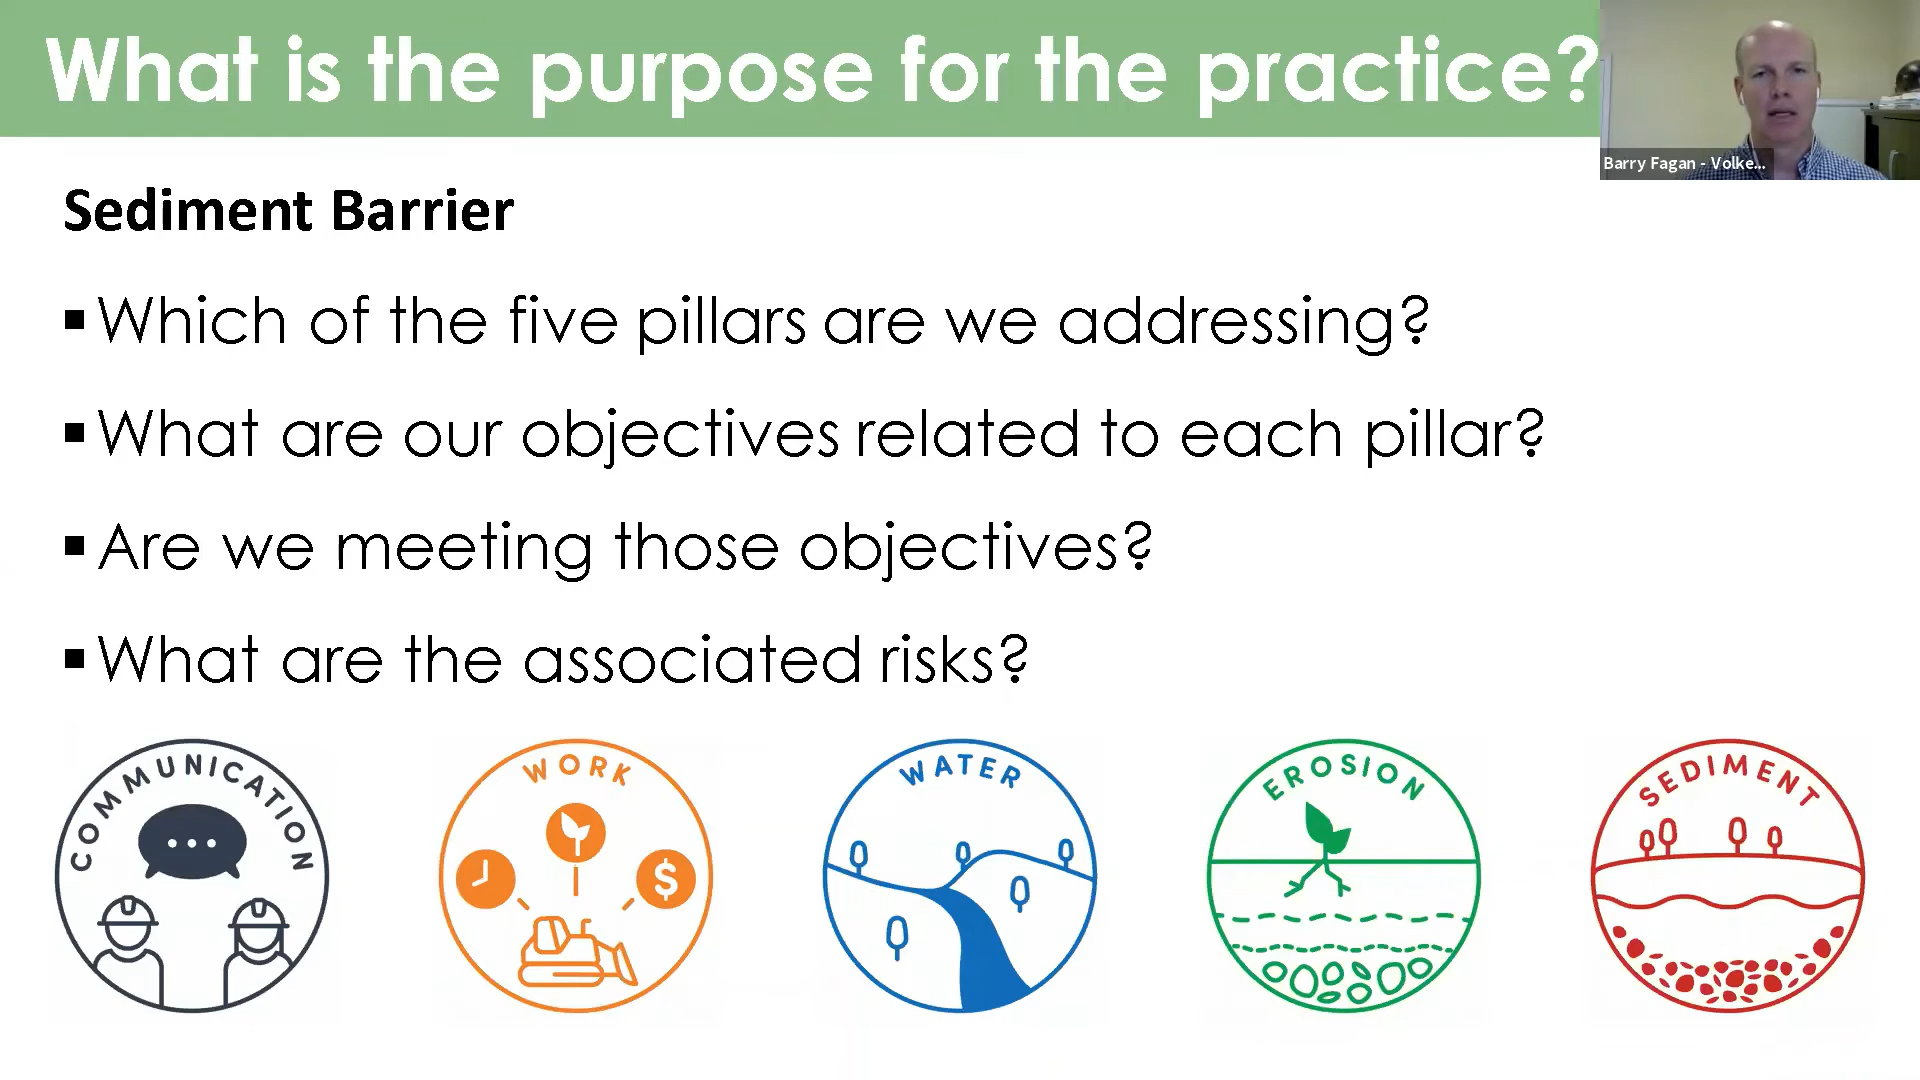 What is the purpose for the practice?
Barry Fagan - Volke...
Sediment Barrier
▪ Which of the five pillars are we addressing?
▪ What are our objectives related to each pillar?
▪ Are we meeting those objectives?
▪ What are the associated risks?
COMMUNICATION
WORK
$
WATER
EROSION
SEDIMENT